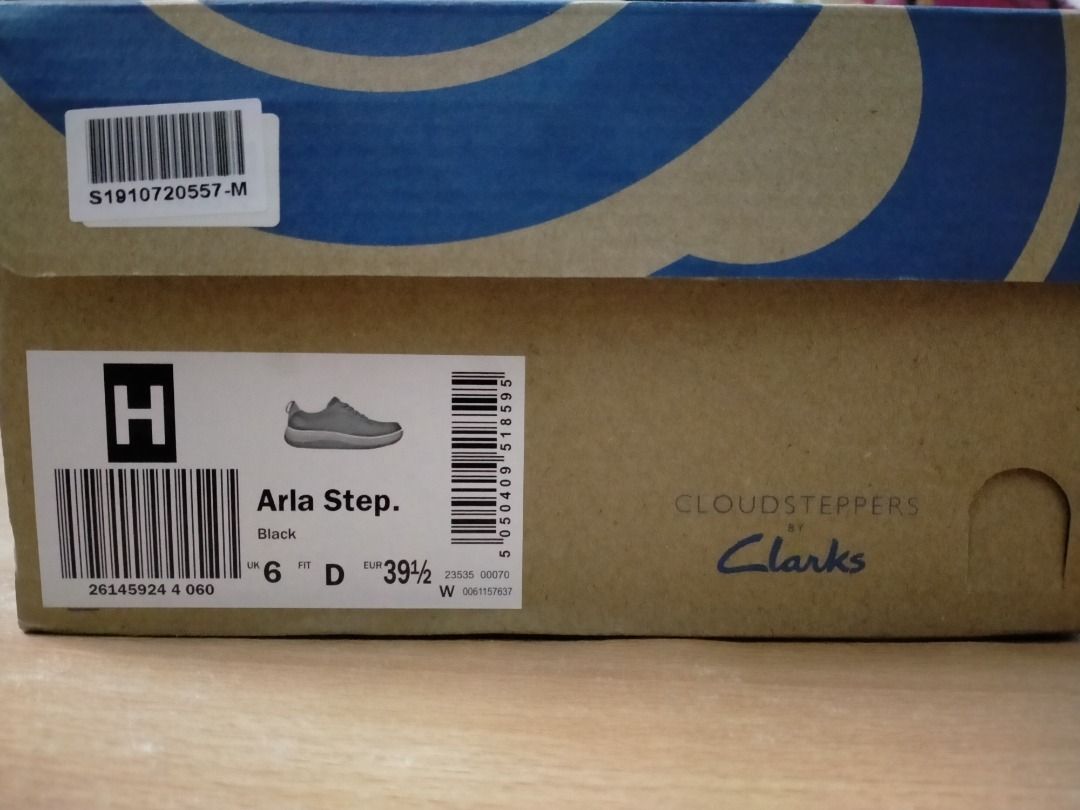 S1910720557-M
H
Arla Step.
Black
UK 6 FIT D EUR 39½
26145924 4 060
5 050409 518595
23535 00070
W 0061157637
CLOUDSTEPPERS
BY
Clarks